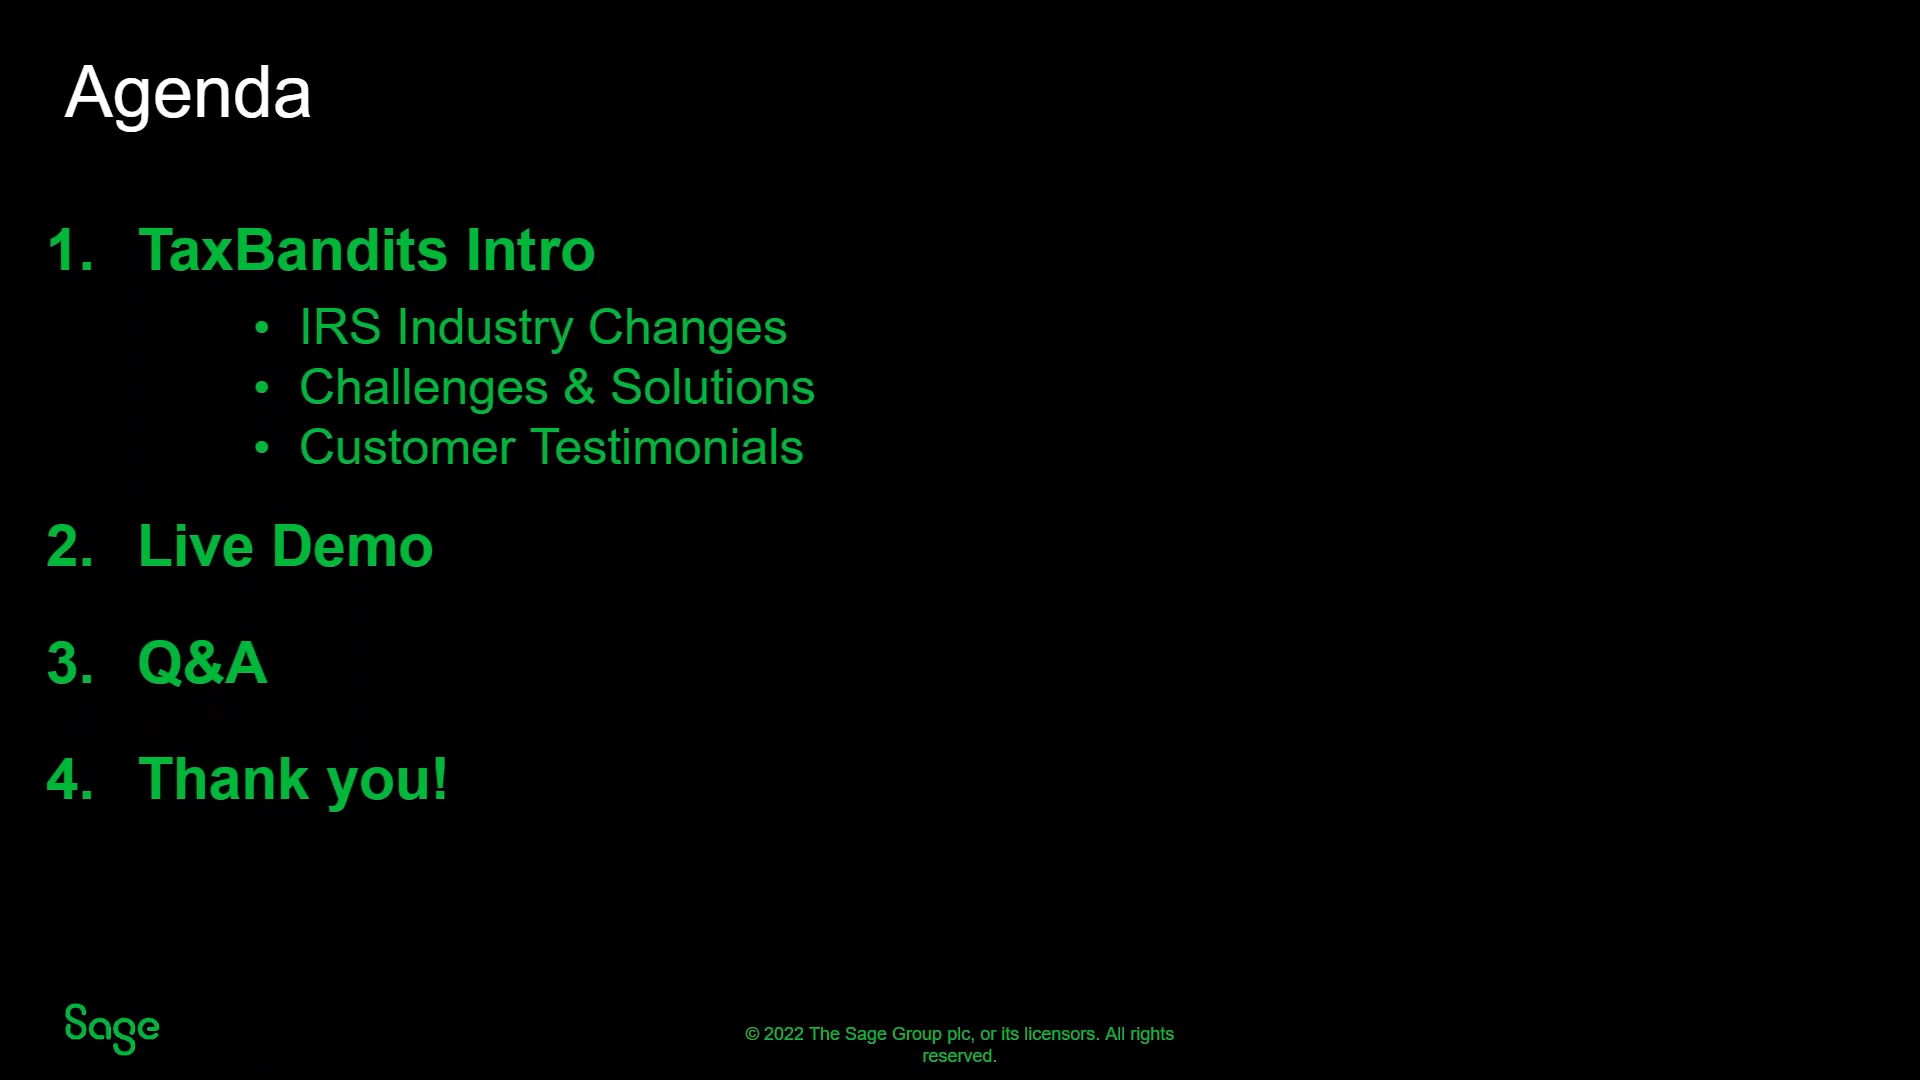 Agenda
1. TaxBandits Intro
• IRS Industry Changes
• Challenges & Solutions
• Customer Testimonials
2. Live Demo
3. Q&A
4. Thank you!
Sage
© 2022 The Sage Group plc, or its licensors. All rights
reserved.